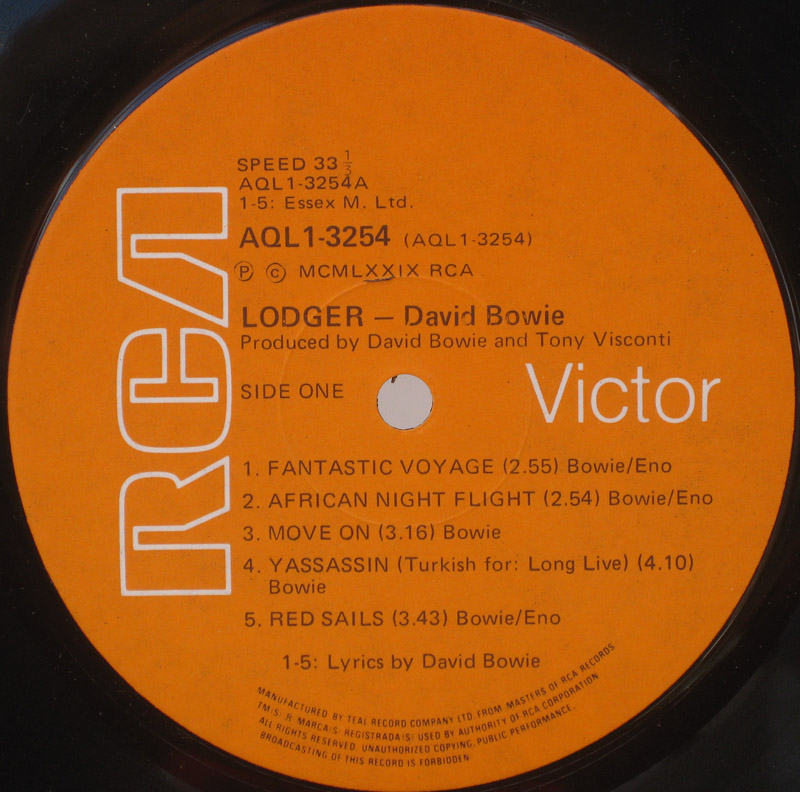 SPEED 33 1/3
AQL1-3254A
1-5: Essex M. Ltd.
AQL1-3254 (AQL1-3254)
Ⓟ © MCMLXXIX RCA
LODGER — David Bowie
Produced by David Bowie and Tony Visconti
SIDE ONE
RCA
Victor
1. FANTASTIC VOYAGE (2.55) Bowie/Eno
2. AFRICAN NIGHT FLIGHT (2.54) Bowie/Eno
3. MOVE ON (3.16) Bowie
4. YASSASSIN (Turkish for: Long Live) (4.10)
Bowie
5. RED SAILS (3.43) Bowie/Eno
1-5: Lyrics by David Bowie
MANUFACTURED BY TEAL RECORD COMPANY LTD. FROM MASTERS OF RCA RECORDS.
TM(S) ® MARCA(S) REGISTRADA(S) USED BY AUTHORITY OF RCA CORPORATION.
ALL RIGHTS RESERVED. UNAUTHORIZED COPYING, PUBLIC PERFORMANCE,
BROADCASTING OF THIS RECORD IS FORBIDDEN